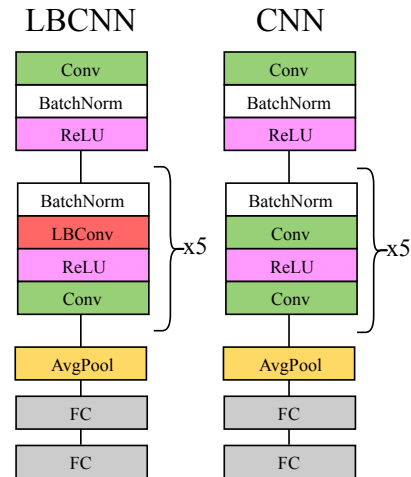 LBCNN
Conv
BatchNorm
ReLU
BatchNorm
LBConv
ReLU
Conv
x5
AvgPool
FC
FC
CNN
Conv
BatchNorm
ReLU
BatchNorm
Conv
ReLU
Conv
x5
AvgPool
FC
FC